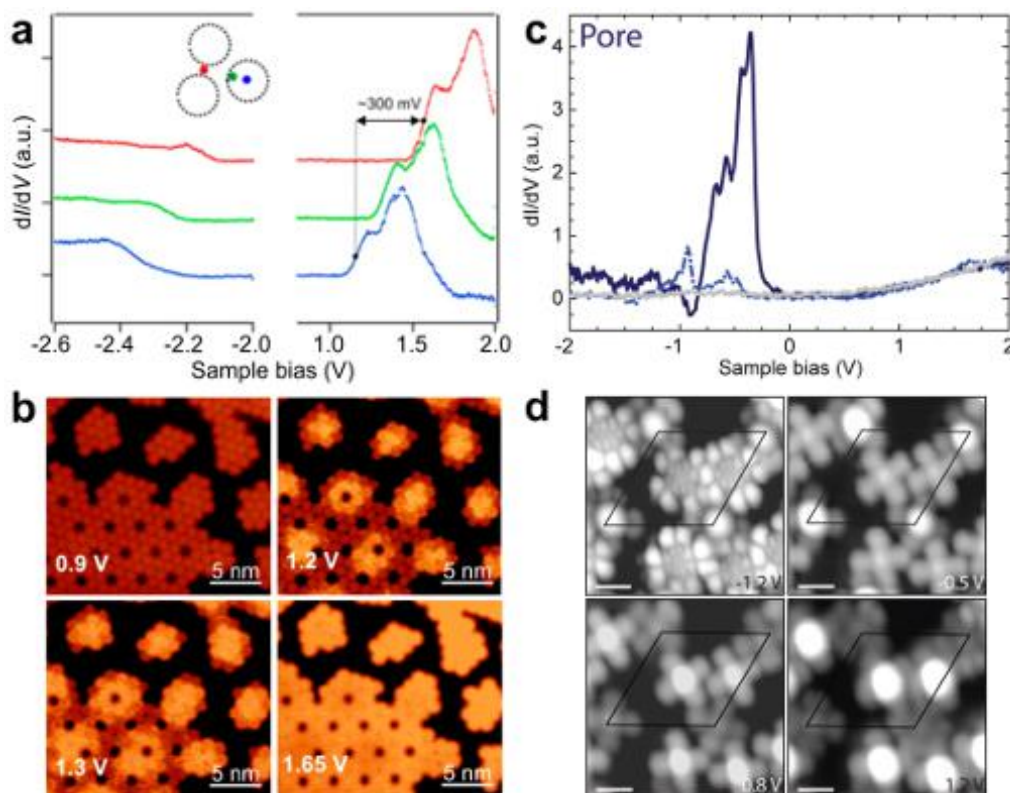 a
~300 mV
dI/dV (a.u.)
-2.6 -2.4 -2.2 -2.0 1.0 1.5 2.0
Sample bias (V)
c
Pore
dI/dV (a.u.)
4
3
2
1
0
-2 -1 0 1 2
Sample bias (V)
b
0.9 V
5 nm
1.2 V
5 nm
1.3 V
5 nm
1.65 V
5 nm
d
-1.2 V
-0.5 V
0.8 V
1.2 V